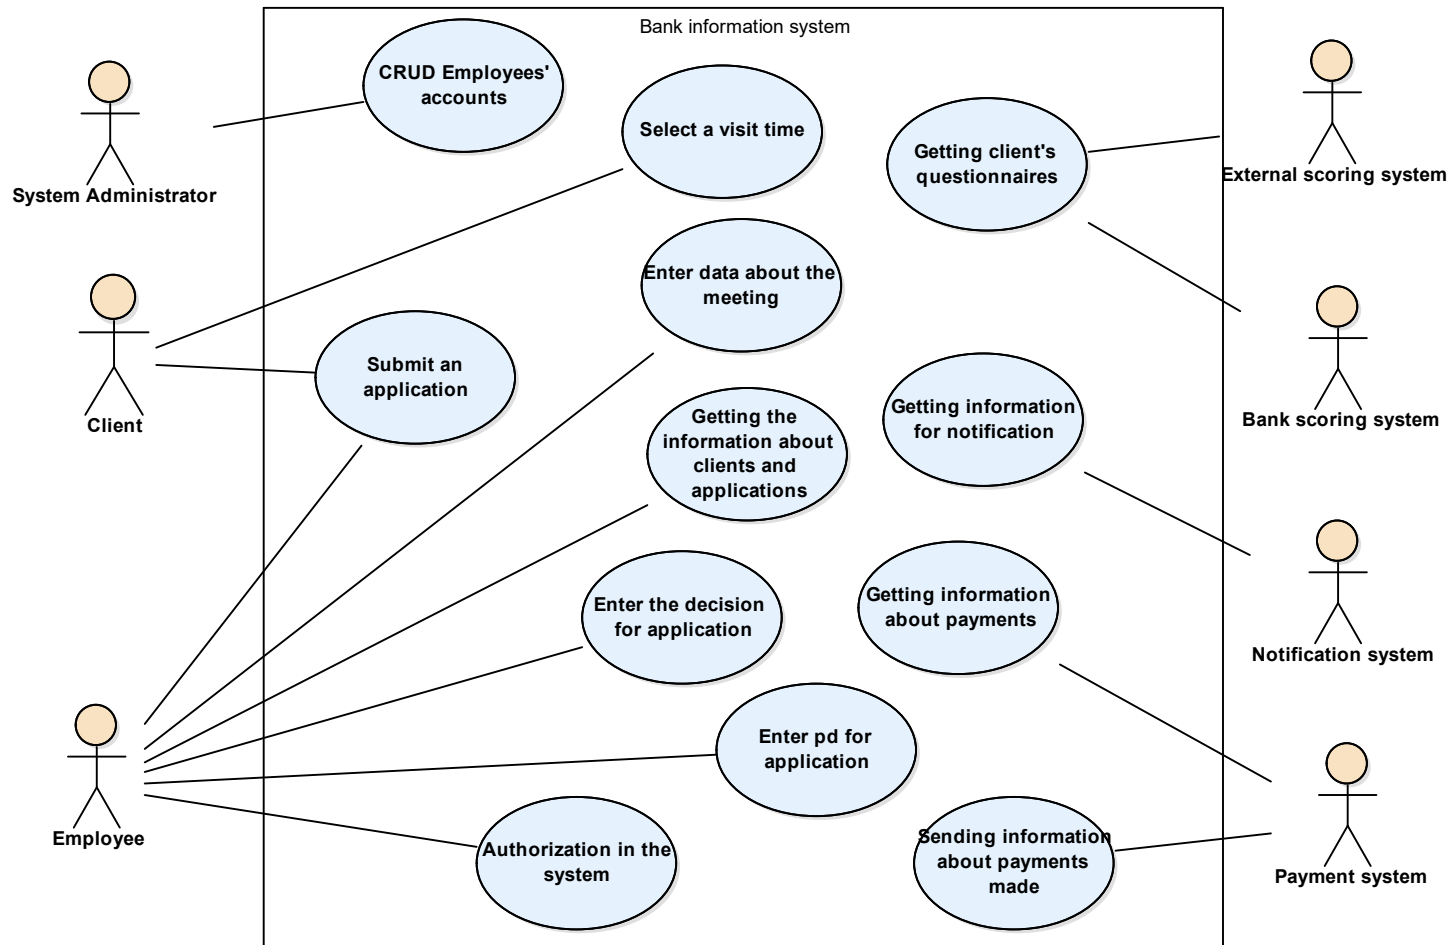 Bank information system
CRUD Employees'
accounts
Select a visit time
Getting client's
questionnaires
System Administrator
External scoring system
Enter data about the
meeting
Submit an
application
Client
Getting the
information about
clients and
applications
Getting information
for notification
Bank scoring system
Enter the decision
for application
Getting information
about payments
Notification system
Enter pd for
application
Employee
Authorization in the
system
Sending information
about payments
made
Payment system